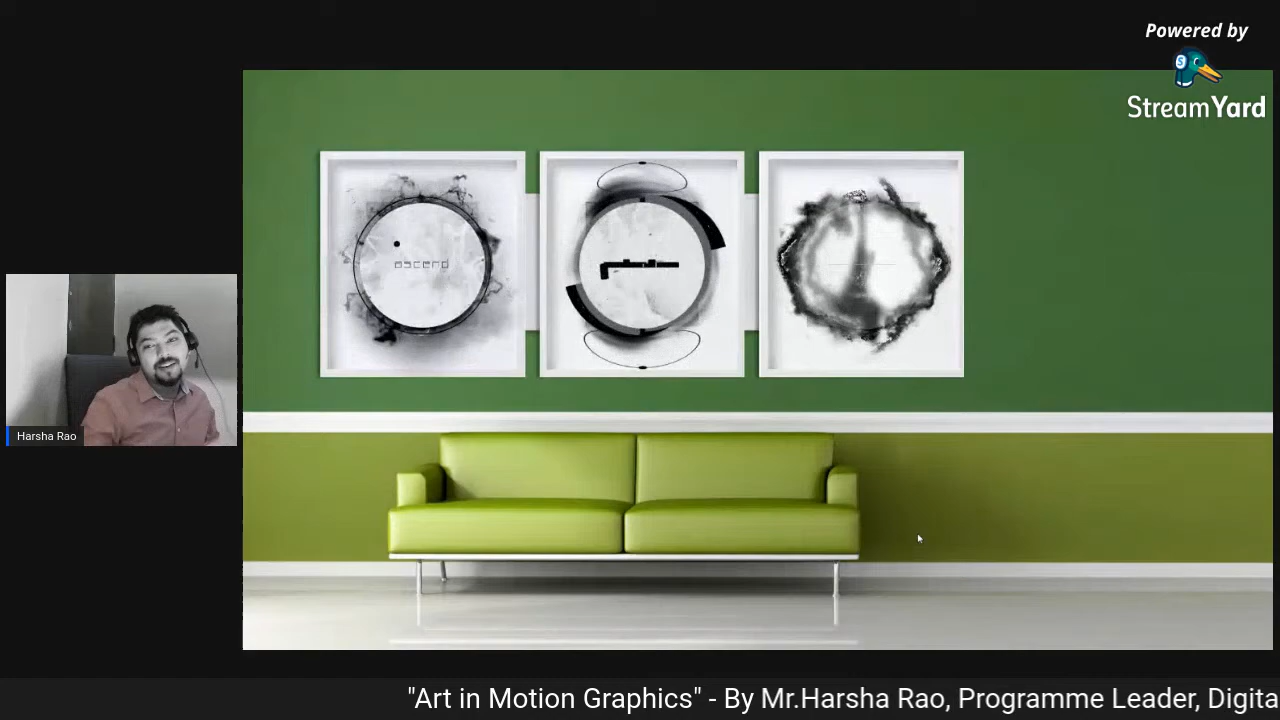 Powered by
StreamYard
ascend
Harsha Rao
"Art in Motion Graphics" - By Mr.Harsha Rao, Programme Leader, Digita